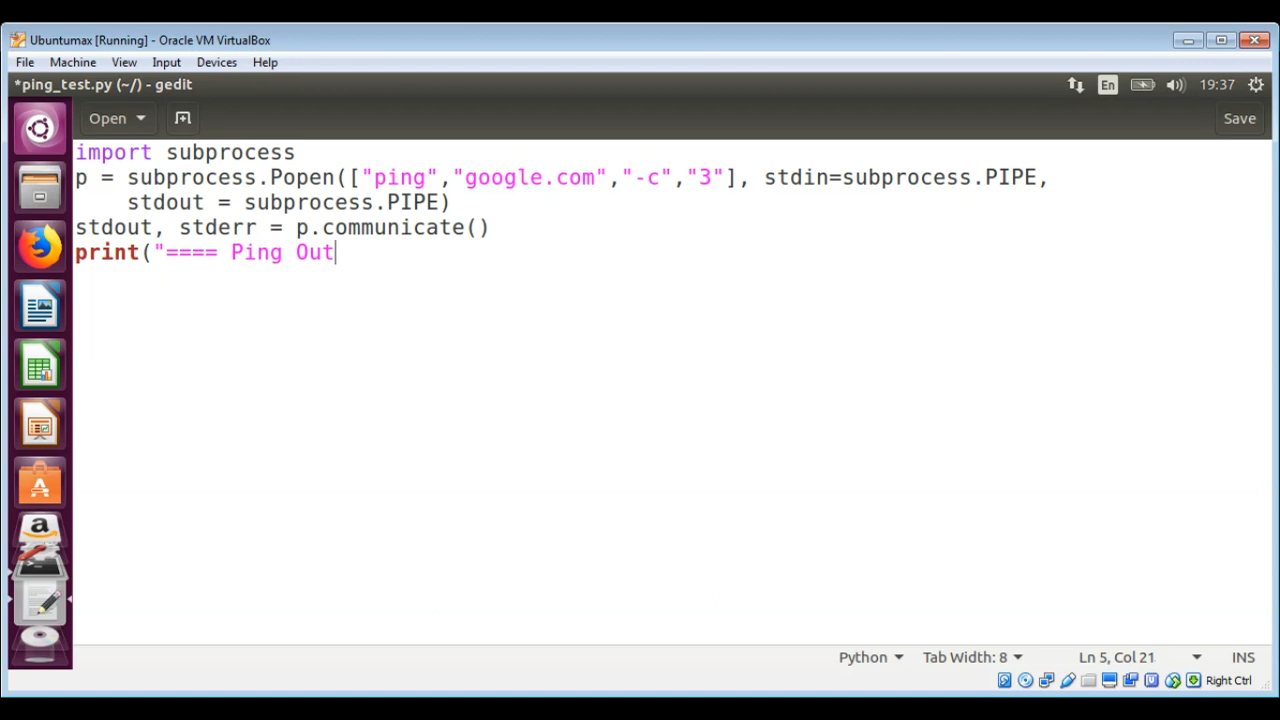 Ubuntumax [Running] - Oracle VM VirtualBox
File Machine View Input Devices Help
*ping_test.py (~/) - gedit En 19:37
Open Save
import subprocess
p = subprocess.Popen(["ping","google.com","-c","3"], stdin=subprocess.PIPE,
stdout = subprocess.PIPE)
stdout, stderr = p.communicate()
print("==== Ping Out
Python Tab Width: 8 Ln 5, Col 21 INS
Right Ctrl